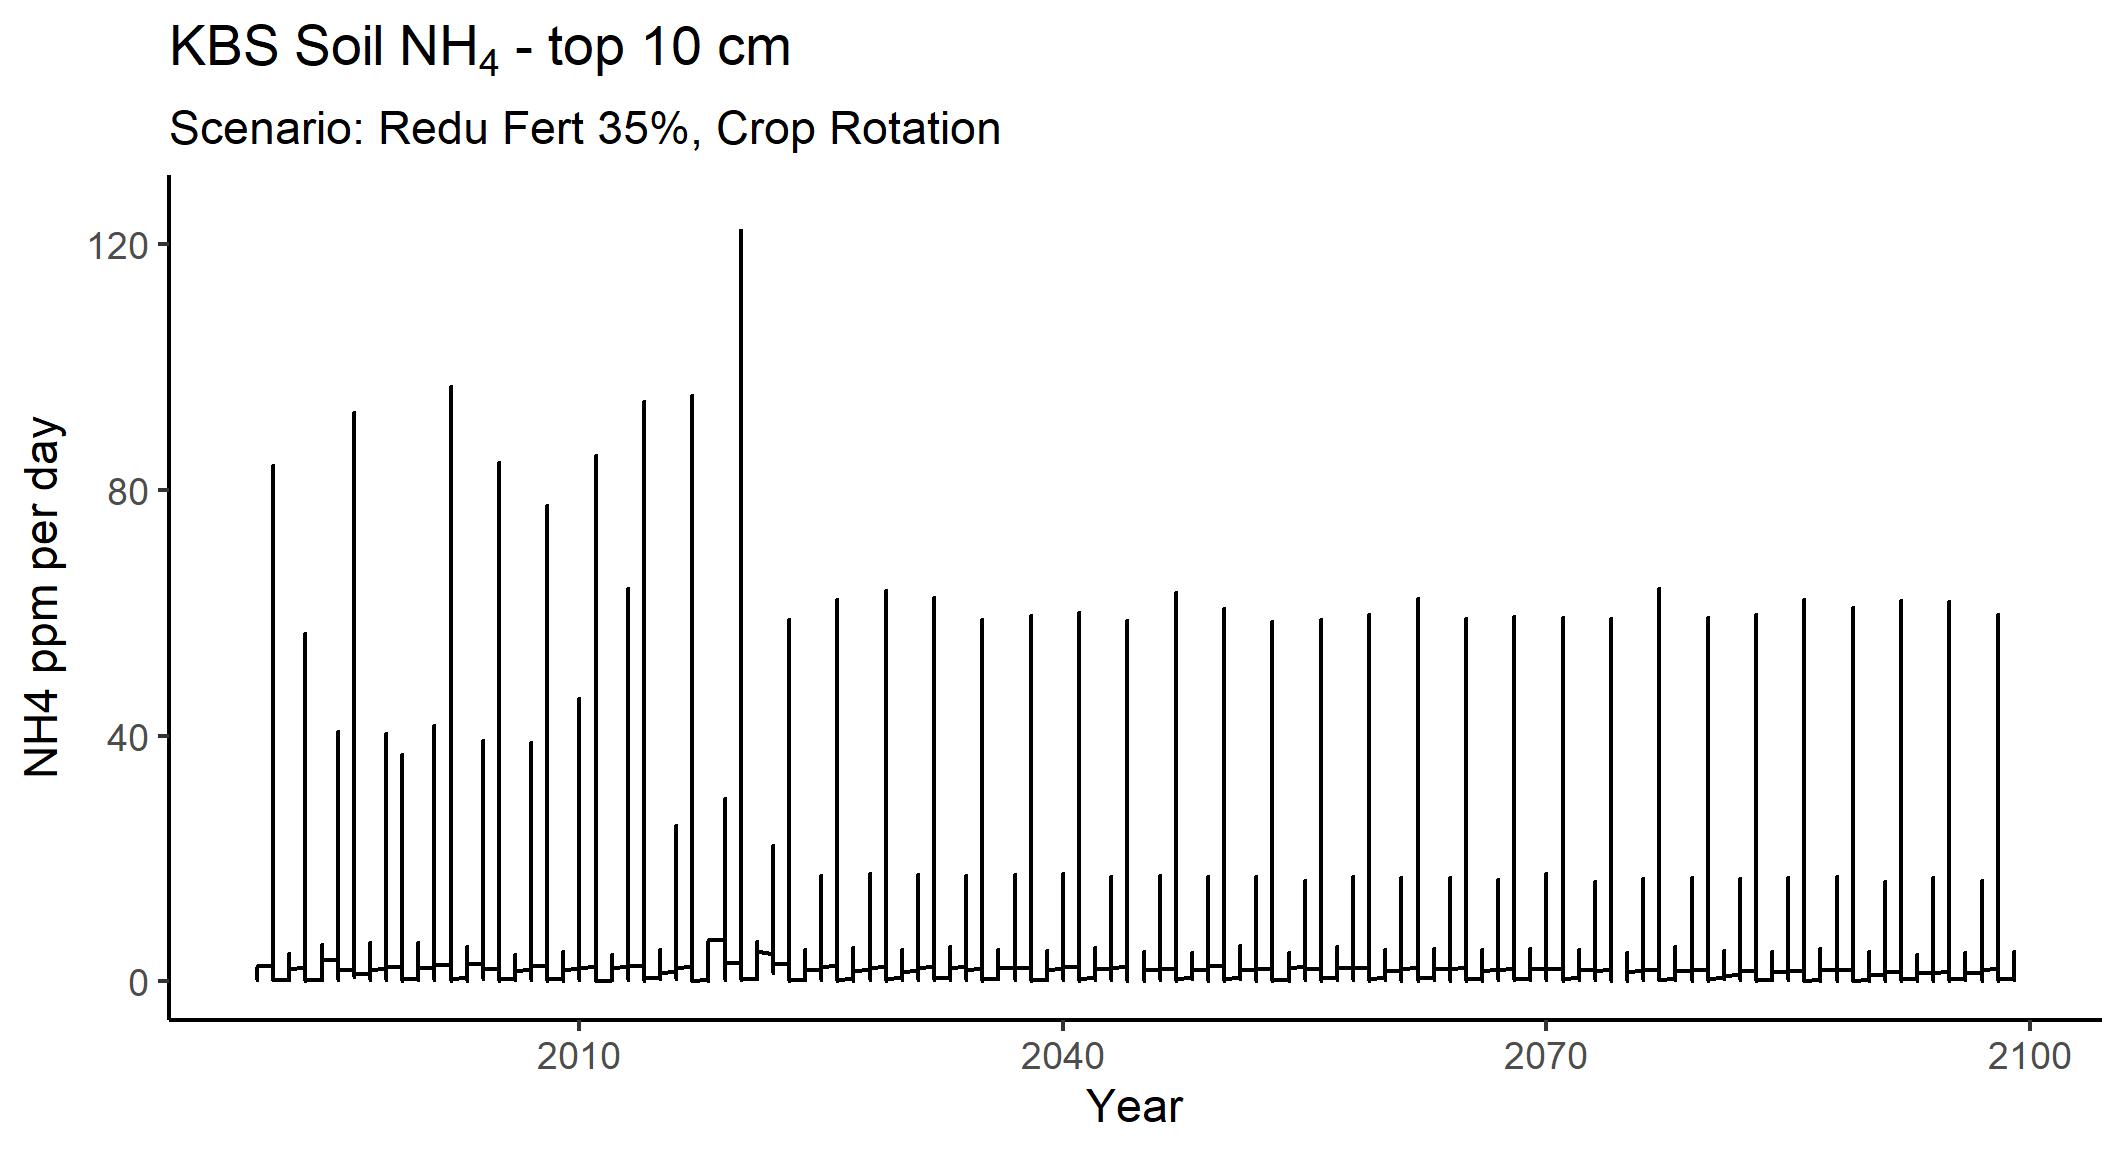 KBS Soil NH₄ - top 10 cm
Scenario: Redu Fert 35%, Crop Rotation
NH4 ppm per day
120
80
40
0
2010 2040 2070 2100
Year